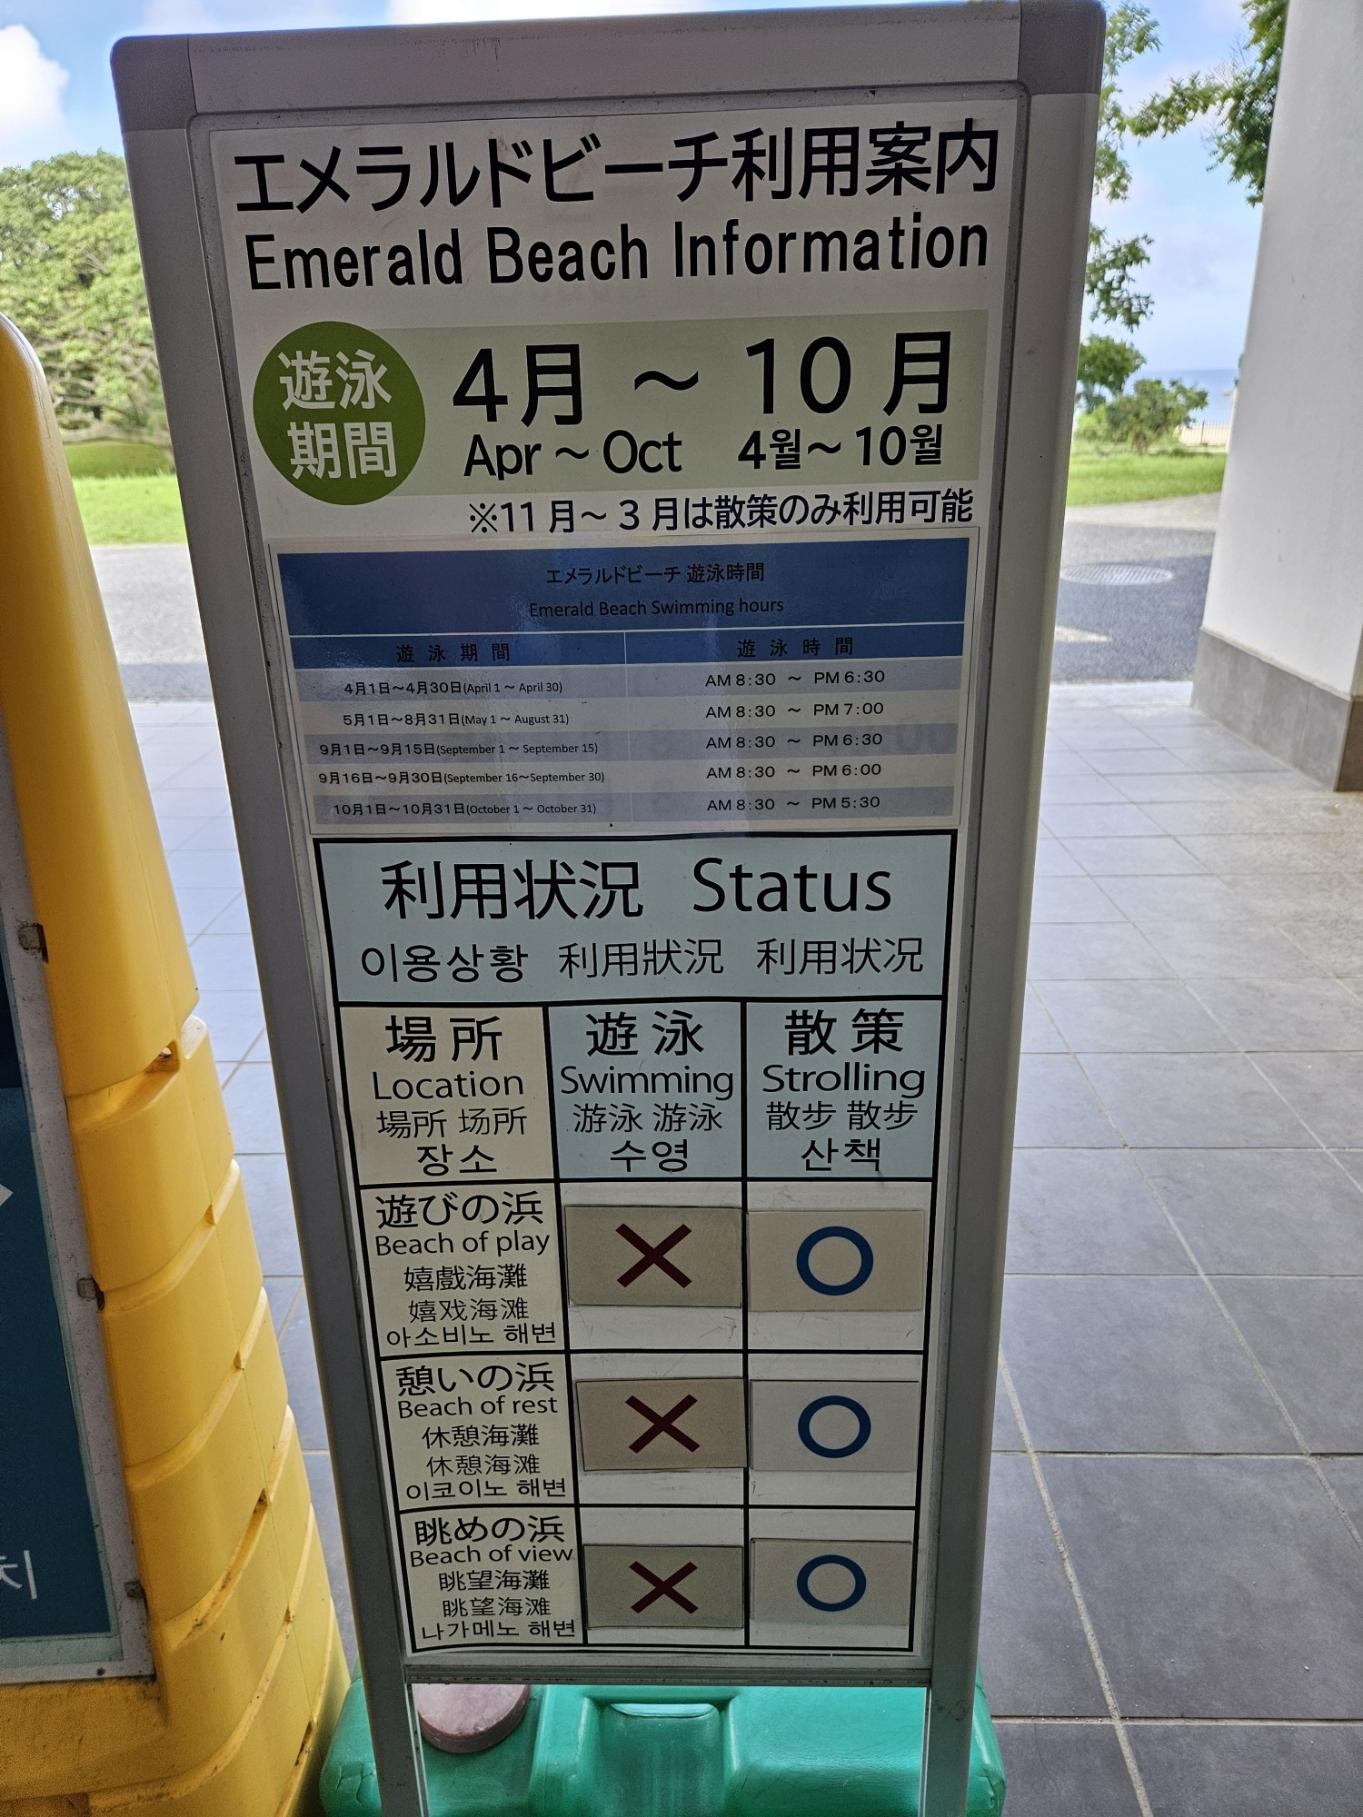 エメラルドビーチ利用案内
Emerald Beach Information
遊泳
期間
4月 ～ 10月
Apr ～ Oct 4월～10월
※11月～3月は散策のみ利用可能
エメラルドビーチ 遊泳時間
Emerald Beach Swimming hours
遊泳期間 遊泳時間
4月1日～4月30日(April 1 ～ April 30) AM 8:30 ～ PM 6:30
5月1日～8月31日(May 1 ～ August 31) AM 8:30 ～ PM 7:00
9月1日～9月15日(September 1 ～ September 15) AM 8:30 ～ PM 6:30
9月16日～9月30日(September 16～September 30) AM 8:30 ～ PM 6:00
10月1日～10月31日(October 1 ～ October 31) AM 8:30 ～ PM 5:30
利用状況 Status
이용상황 利用狀況 利用状况
場所 遊泳 散策
Location Swimming Strolling
場所 场所 游泳 游泳 散步 散步
장소 수영 산책
遊びの浜
Beach of play
嬉戲海灘
嬉戏海滩
아소비노 해변
× ○
憩いの浜
Beach of rest
休憩海灘
休憩海滩
이코이노 해변
× ○
眺めの浜
Beach of view
眺望海灘
眺望海滩
나가메노 해변
× ○
치